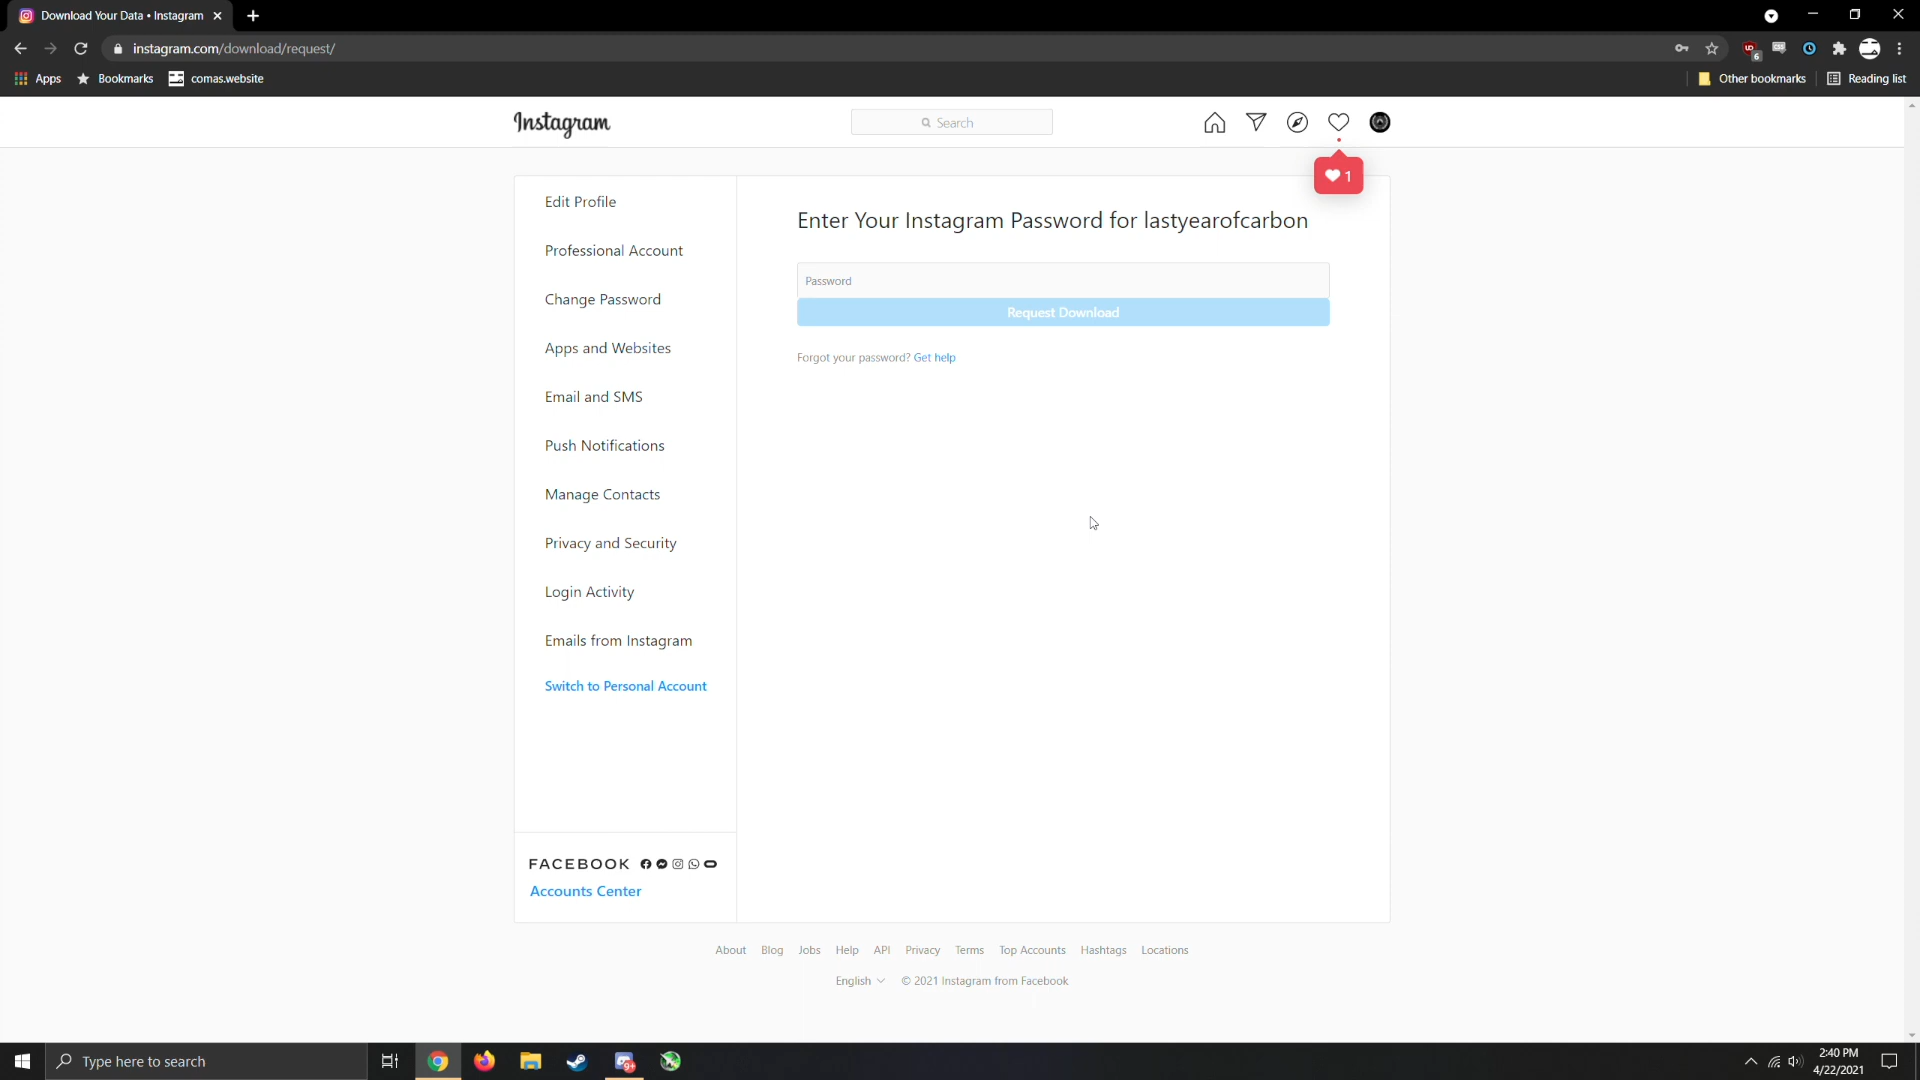 Download Your Data • Instagram
instagram.com/download/request/
6
Apps
Bookmarks
comas.website
Other bookmarks
Reading list
Instagram
Search
1
Edit Profile
Professional Account
Change Password
Apps and Websites
Email and SMS
Push Notifications
Manage Contacts
Privacy and Security
Login Activity
Emails from Instagram
Switch to Personal Account
FACEBOOK
Accounts Center
Enter Your Instagram Password for lastyearofcarbon
Password
Request Download
Forgot your password? Get help
About Blog Jobs Help API Privacy Terms Top Accounts Hashtags Locations
English © 2021 Instagram from Facebook
Type here to search
9+
2:40 PM
4/22/2021